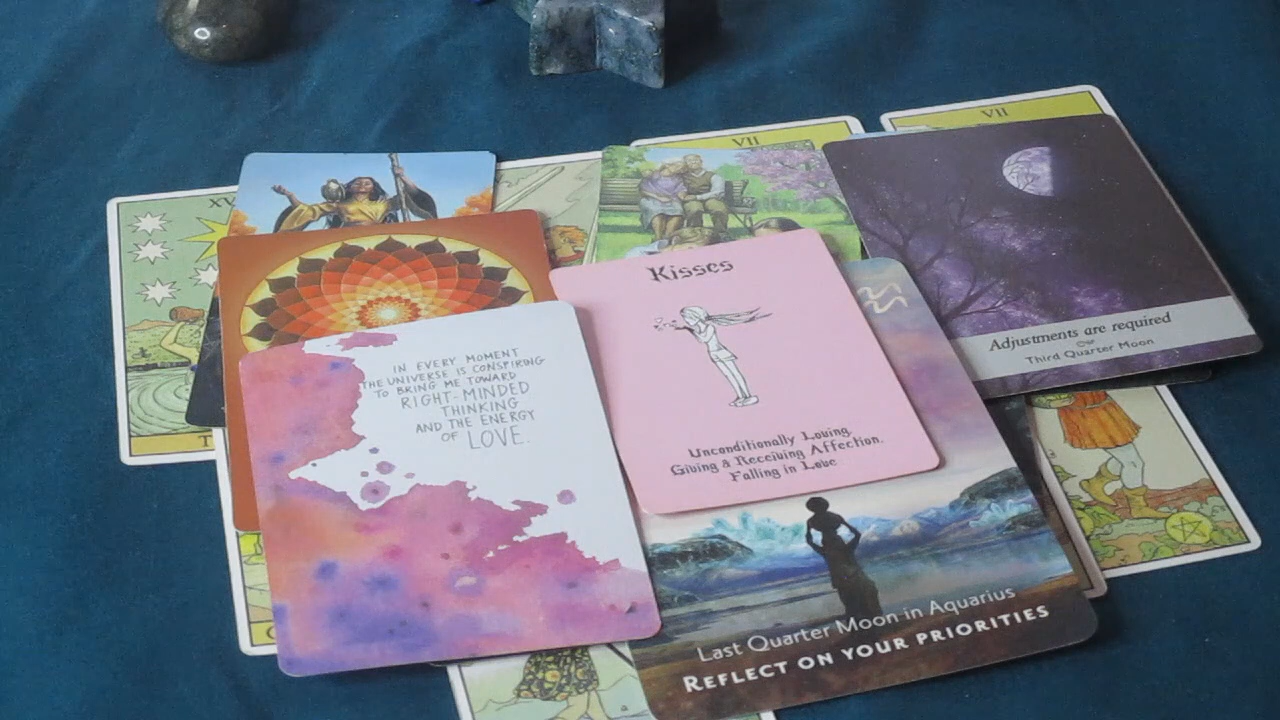 VII
VII
XV
Kisses
Unconditionally Loving,
Giving & Receiving Affection,
Falling in Love
IN EVERY MOMENT
THE UNIVERSE IS CONSPIRING
TO BRING ME TOWARD
RIGHT-MINDED
THINKING
AND THE ENERGY
OF LOVE.
Adjustments are required
Third Quarter Moon
Last Quarter Moon in Aquarius
REFLECT ON YOUR PRIORITIES
T